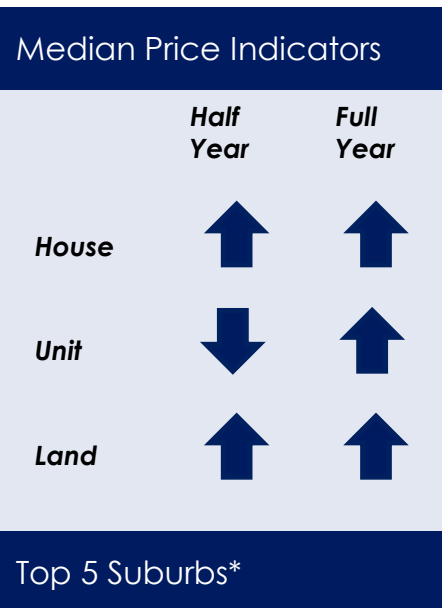 Median Price Indicators
Half Full
Year Year
House
Unit
Land
Top 5 Suburbs*